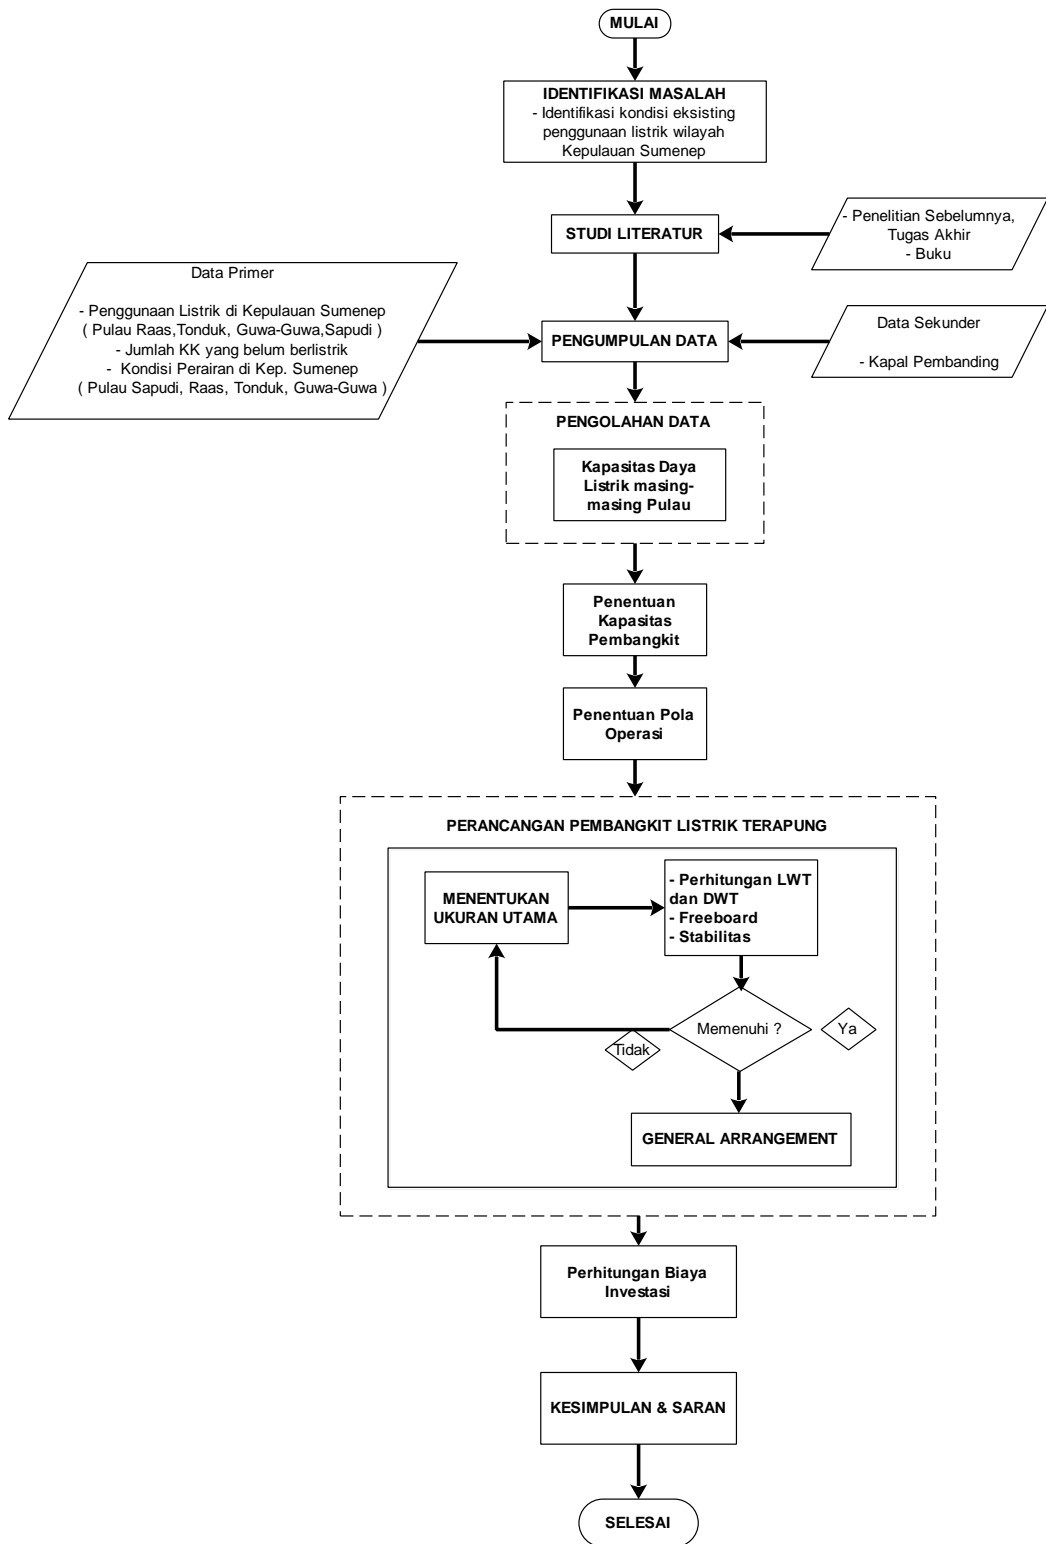 MULAI
IDENTIFIKASI MASALAH
- Identifikasi kondisi eksisting
penggunaan listrik wilayah
Kepulauan Sumenep
STUDI LITERATUR
- Penelitian Sebelumnya,
Tugas Akhir
- Buku
Data Primer
- Penggunaan Listrik di Kepulauan Sumenep
( Pulau Raas,Tonduk, Guwa-Guwa,Sapudi )
- Jumlah KK yang belum berlistrik
- Kondisi Perairan di Kep. Sumenep
( Pulau Sapudi, Raas, Tonduk, Guwa-Guwa )
PENGUMPULAN DATA
Data Sekunder
- Kapal Pembanding
PENGOLAHAN DATA
Kapasitas Daya
Listrik masing-
masing Pulau
Penentuan
Kapasitas
Pembangkit
Penentuan Pola
Operasi
PERANCANGAN PEMBANGKIT LISTRIK TERAPUNG
MENENTUKAN
UKURAN UTAMA
- Perhitungan LWT
dan DWT
- Freeboard
- Stabilitas
Memenuhi ?
Ya
Tidak
GENERAL ARRANGEMENT
Perhitungan Biaya
Investasi
KESIMPULAN & SARAN
SELESAI